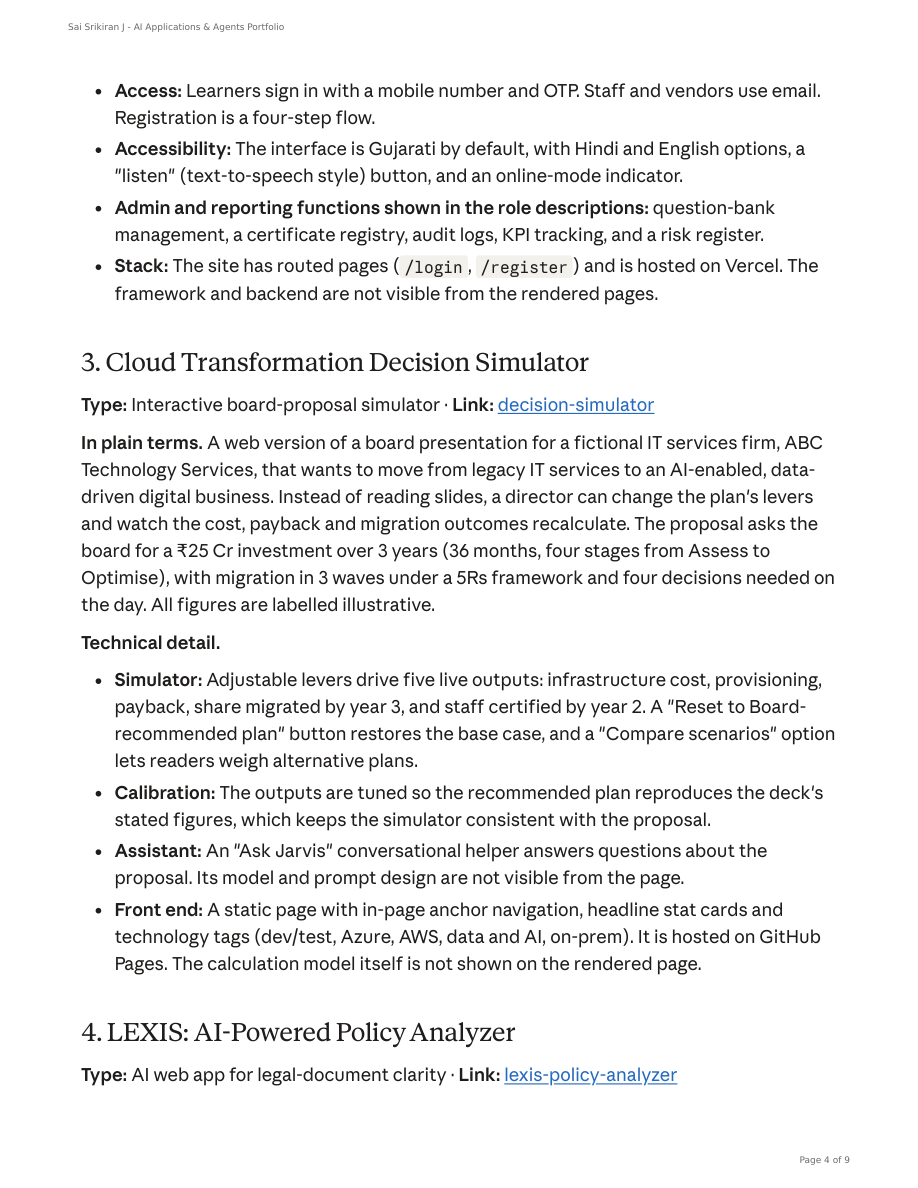 Sai Srikiran J - AI Applications & Agents Portfolio
• Access: Learners sign in with a mobile number and OTP. Staff and vendors use email.
Registration is a four-step flow.
• Accessibility: The interface is Gujarati by default, with Hindi and English options, a
"listen" (text-to-speech style) button, and an online-mode indicator.
• Admin and reporting functions shown in the role descriptions: question-bank
management, a certificate registry, audit logs, KPI tracking, and a risk register.
• Stack: The site has routed pages ( /login , /register ) and is hosted on Vercel. The
framework and backend are not visible from the rendered pages.
3. Cloud Transformation Decision Simulator
Type: Interactive board-proposal simulator · Link: decision-simulator
In plain terms. A web version of a board presentation for a fictional IT services firm, ABC
Technology Services, that wants to move from legacy IT services to an AI-enabled, data-
driven digital business. Instead of reading slides, a director can change the plan's levers
and watch the cost, payback and migration outcomes recalculate. The proposal asks the
board for a ₹25 Cr investment over 3 years (36 months, four stages from Assess to
Optimise), with migration in 3 waves under a 5Rs framework and four decisions needed on
the day. All figures are labelled illustrative.
Technical detail.
• Simulator: Adjustable levers drive five live outputs: infrastructure cost, provisioning,
payback, share migrated by year 3, and staff certified by year 2. A "Reset to Board-
recommended plan" button restores the base case, and a "Compare scenarios" option
lets readers weigh alternative plans.
• Calibration: The outputs are tuned so the recommended plan reproduces the deck's
stated figures, which keeps the simulator consistent with the proposal.
• Assistant: An "Ask Jarvis" conversational helper answers questions about the
proposal. Its model and prompt design are not visible from the page.
• Front end: A static page with in-page anchor navigation, headline stat cards and
technology tags (dev/test, Azure, AWS, data and AI, on-prem). It is hosted on GitHub
Pages. The calculation model itself is not shown on the rendered page.
4. LEXIS: AI-Powered Policy Analyzer
Type: AI web app for legal-document clarity · Link: lexis-policy-analyzer
Page 4 of 9